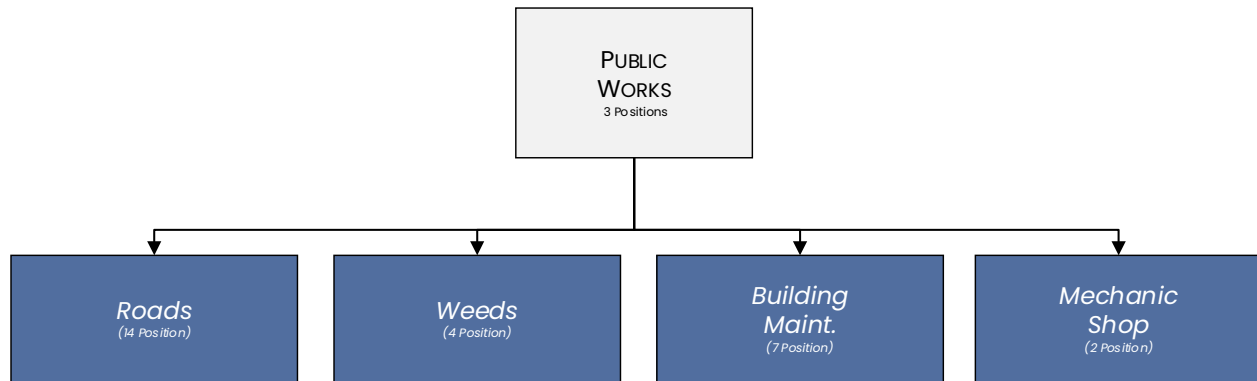 PUBLIC
WORKS
3 Positions
Roads
(14 Position)
Weeds
(4 Position)
Building
Maint.
(7 Position)
Mechanic
Shop
(2 Position)